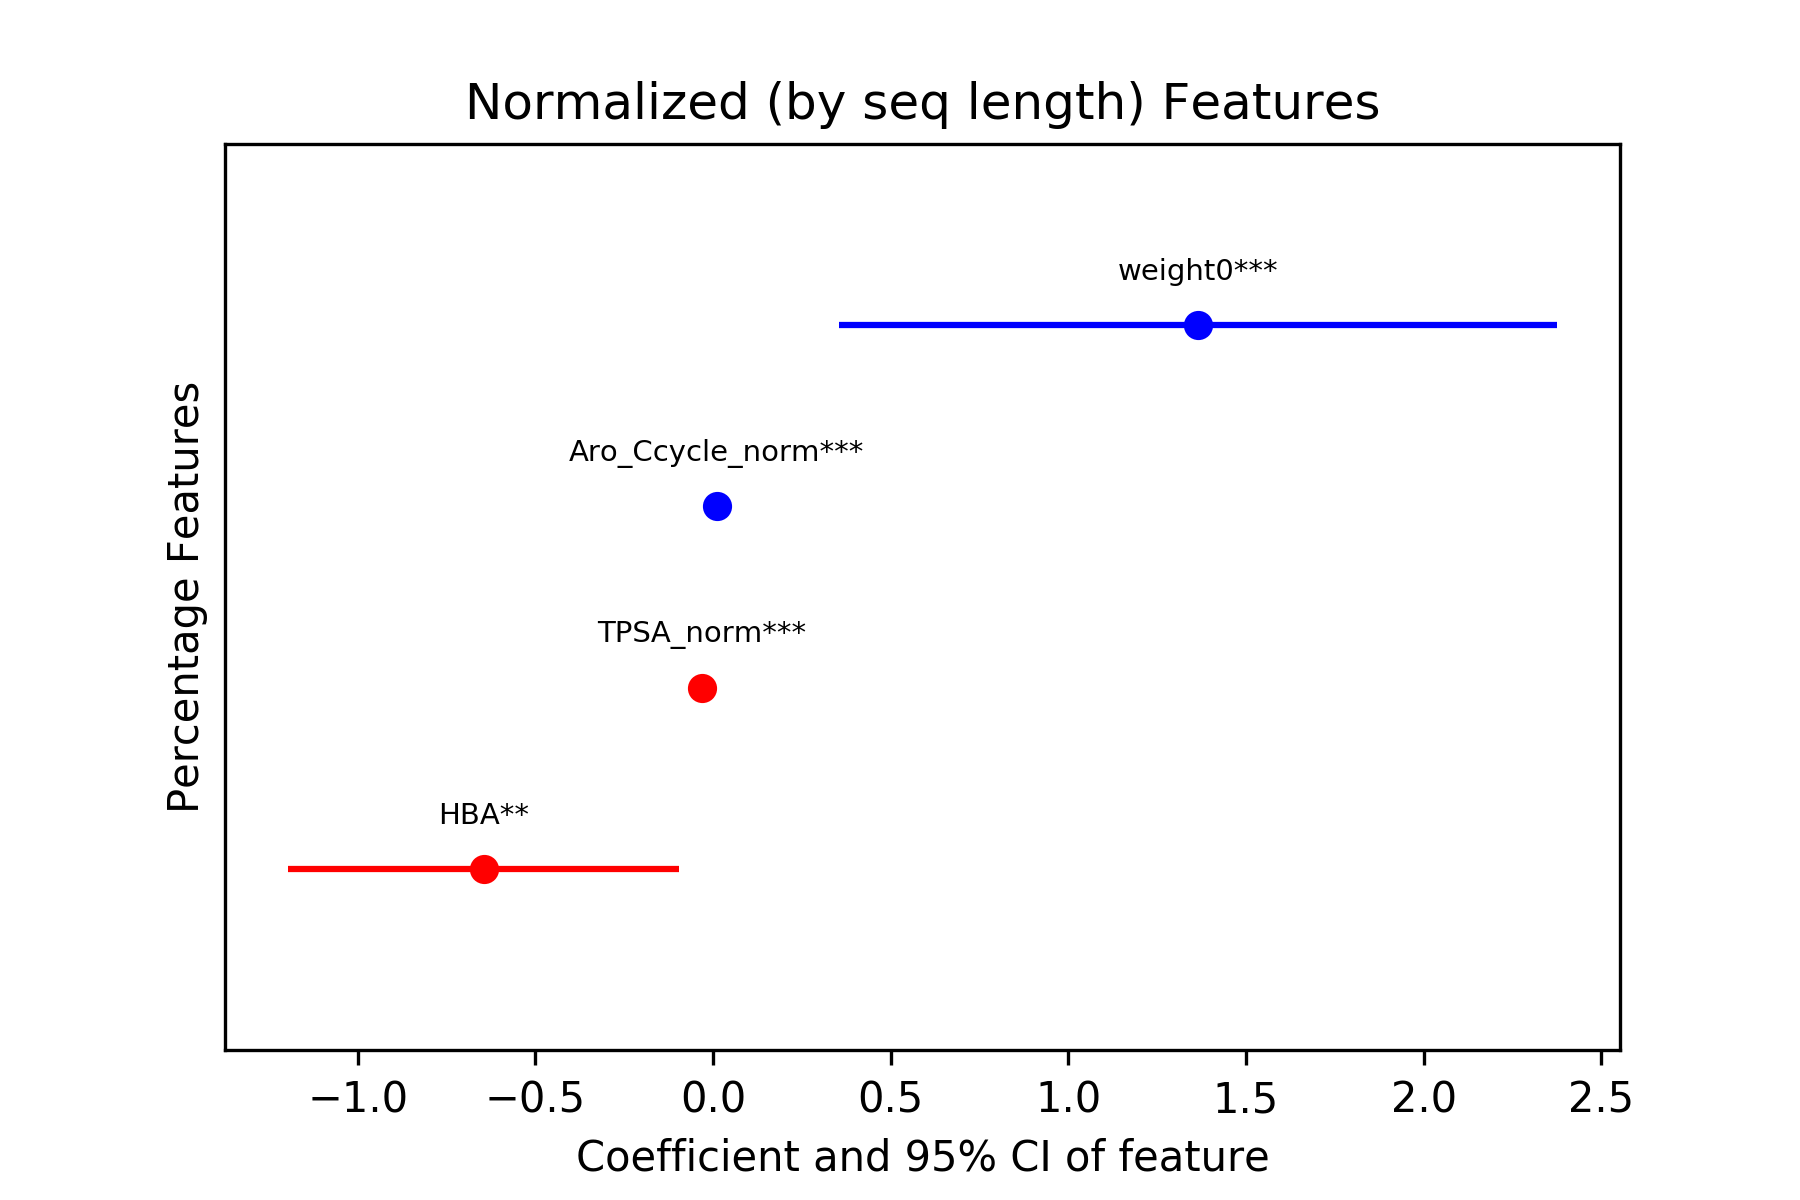 Normalized (by seq length) Features
weight0***
Aro_Ccycle_norm***
TPSA_norm***
HBA**
Percentage Features
−1.0 −0.5 0.0 0.5 1.0 1.5 2.0 2.5
Coefficient and 95% CI of feature